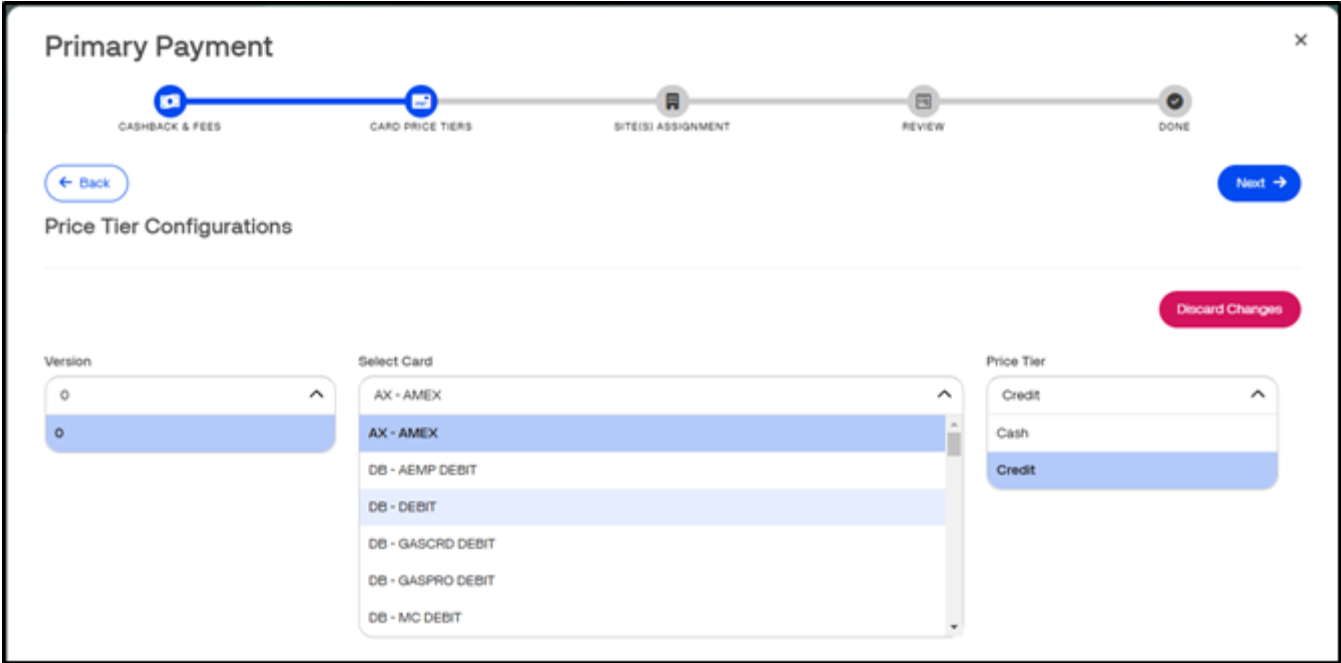 Primary Payment
CASHBACK & FEES CARD PRICE TIERS SITE(S) ASSIGNMENT REVIEW DONE
← Back Next →
Price Tier Configurations
Discard Changes
Version Select Card Price Tier
0 AX - AMEX Credit
0 AX - AMEX Cash
DB - AEMP DEBIT Credit
DB - DEBIT
DB - GASCRD DEBIT
DB - GASPRO DEBIT
DB - MC DEBIT